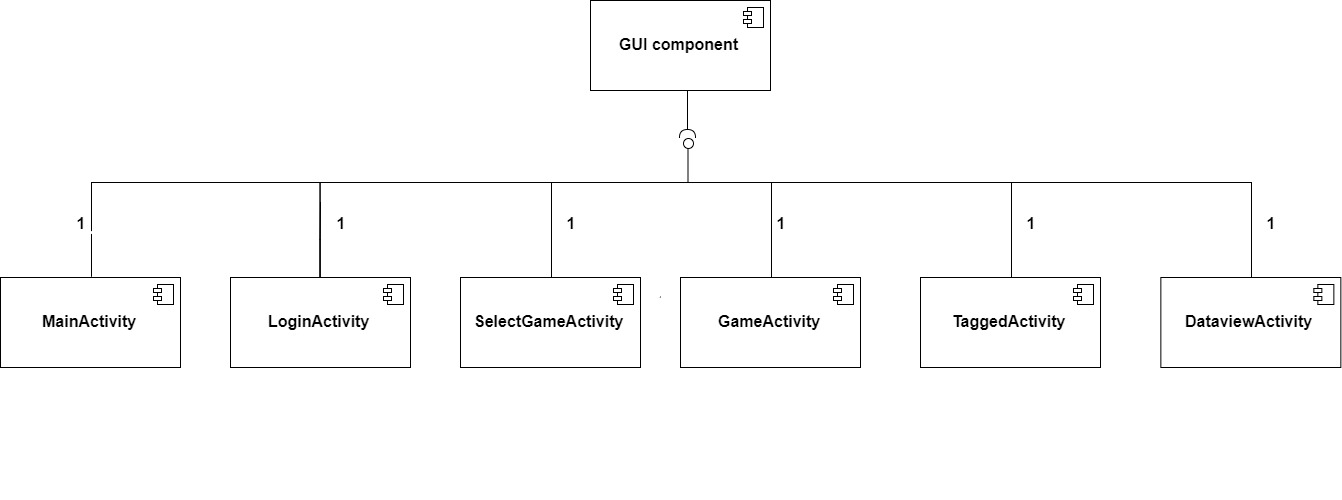 GUI component
1
1
1
1
1
1
MainActivity
LoginActivity
SelectGameActivity
GameActivity
TaggedActivity
DataviewActivity